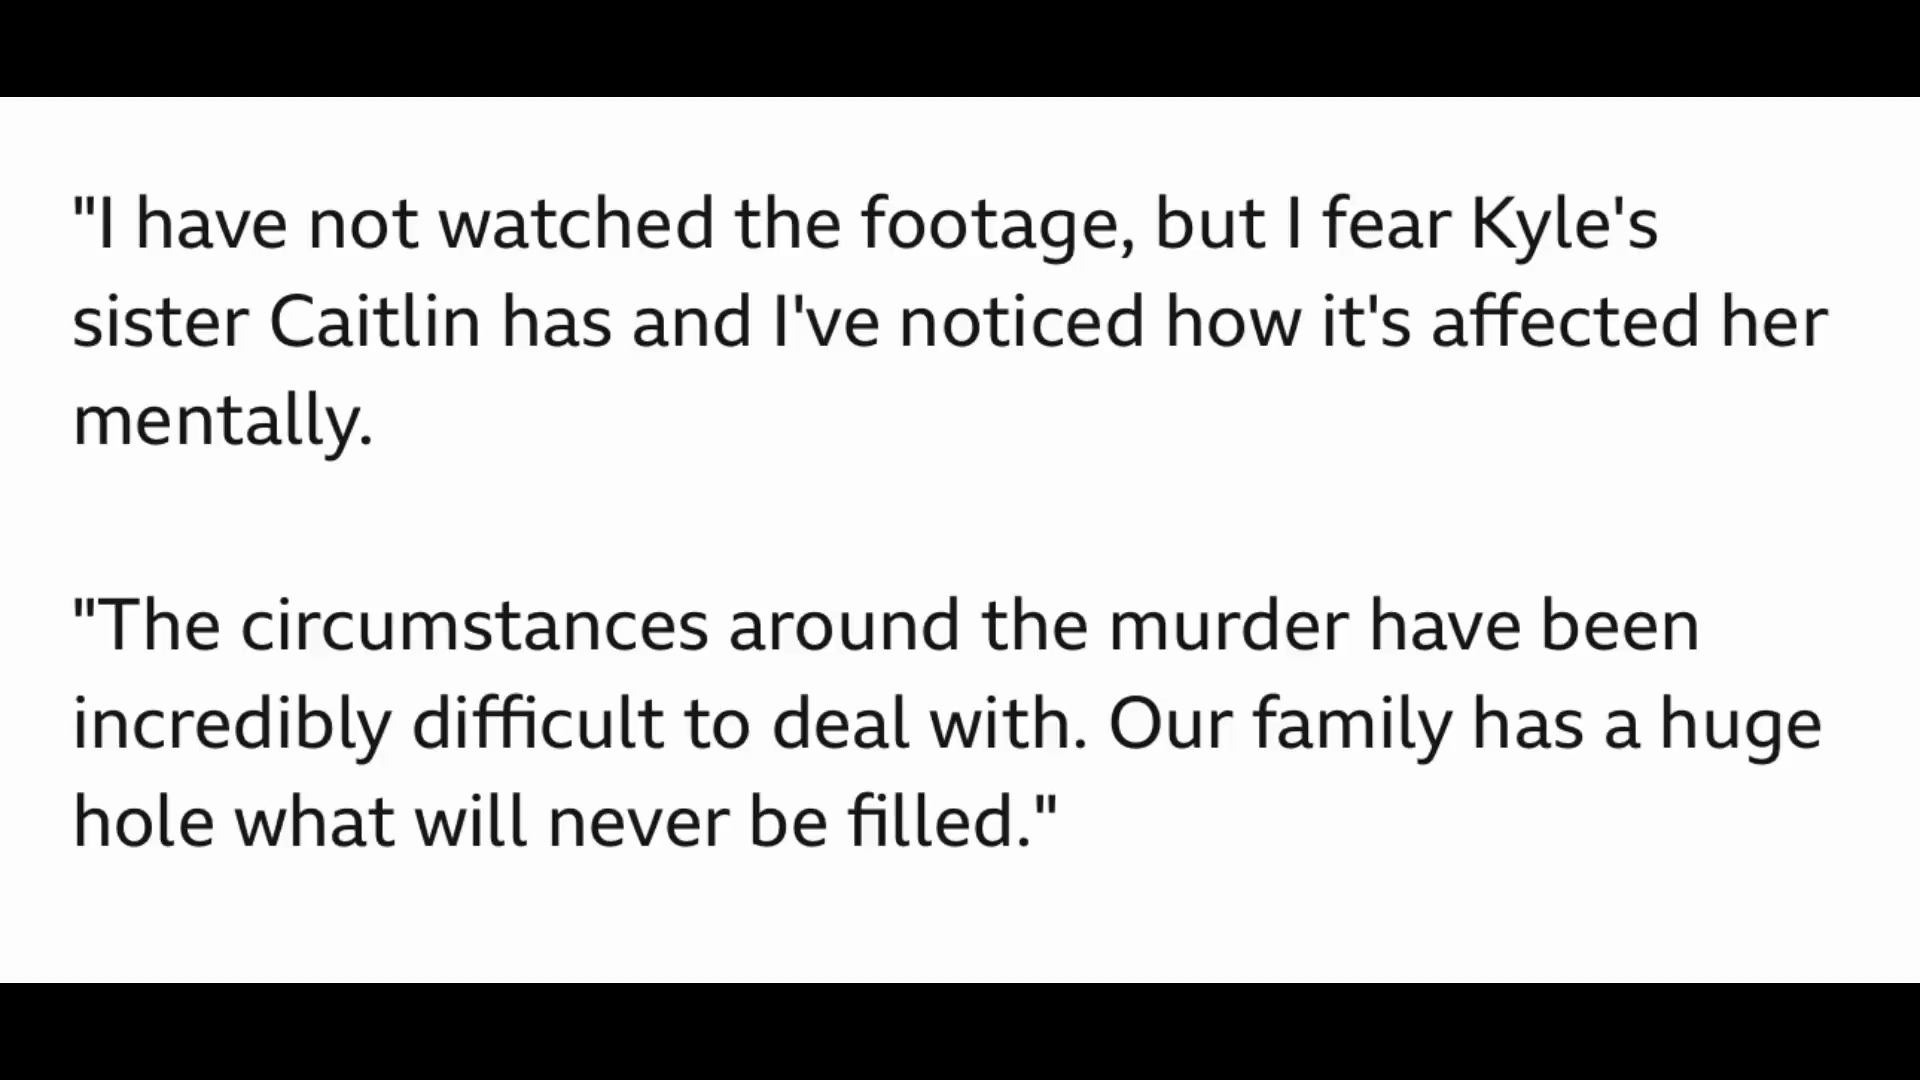 "I have not watched the footage, but I fear Kyle's
sister Caitlin has and I've noticed how it's affected her
mentally.
"The circumstances around the murder have been
incredibly difficult to deal with. Our family has a huge
hole what will never be filled."